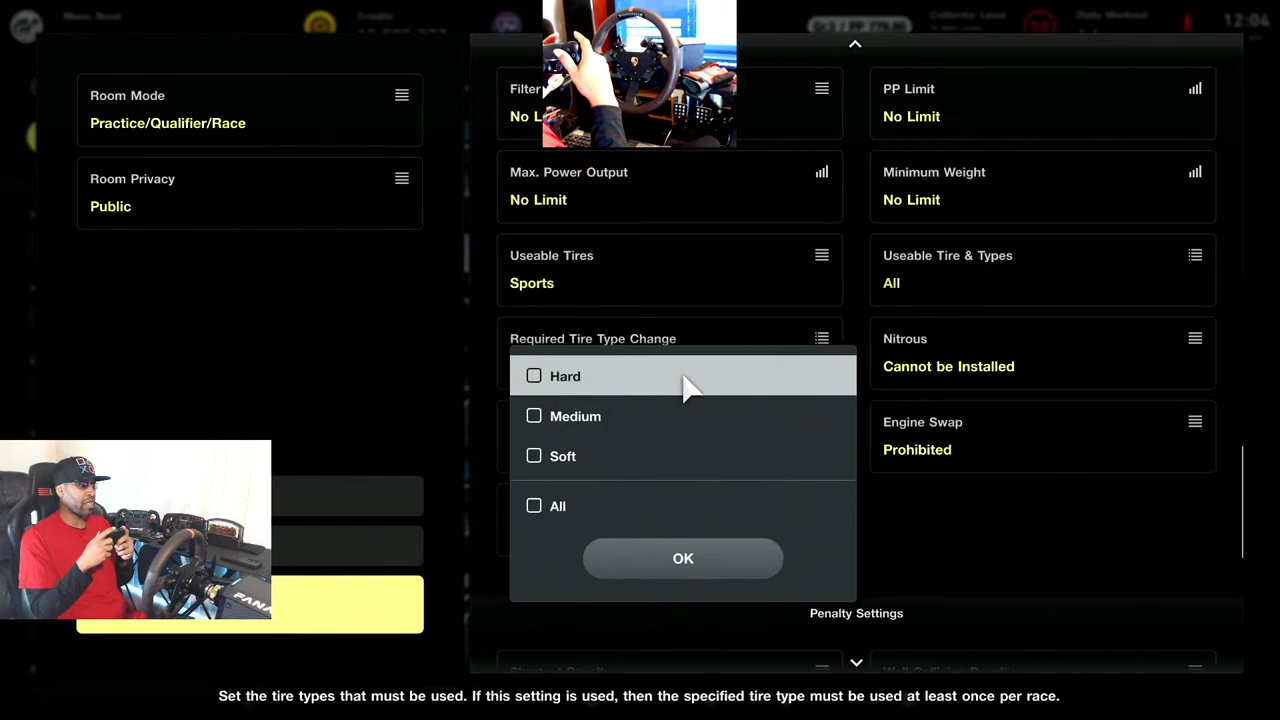 12:04
Room Mode
Practice/Qualifier/Race
Room Privacy
Public
Filter
No L
PP Limit
No Limit
Max. Power Output
No Limit
Minimum Weight
No Limit
Useable Tires
Sports
Useable Tire & Types
All
Required Tire Type Change
Nitrous
Cannot be Installed
Hard
Medium
Soft
All
OK
Engine Swap
Prohibited
Penalty Settings
Set the tire types that must be used. If this setting is used, then the specified tire type must be used at least once per race.